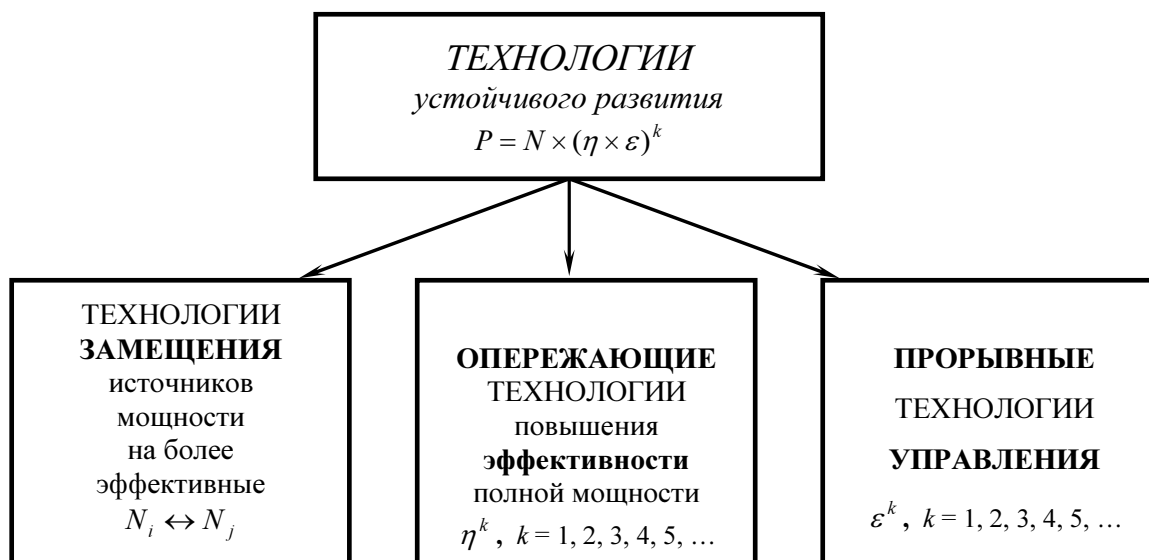 ТЕХНОЛОГИИ
устойчивого развития
P = N × (η × ε)^k
ТЕХНОЛОГИИ
ЗАМЕЩЕНИЯ
источников
мощности
на более
эффективные
N_i ↔ N_j
ОПЕРЕЖАЮЩИЕ
ТЕХНОЛОГИИ
повышения
эффективности
полной мощности
η^k , k = 1, 2, 3, 4, 5, …
ПРОРЫВНЫЕ
ТЕХНОЛОГИИ
УПРАВЛЕНИЯ
ε^k , k = 1, 2, 3, 4, 5, …